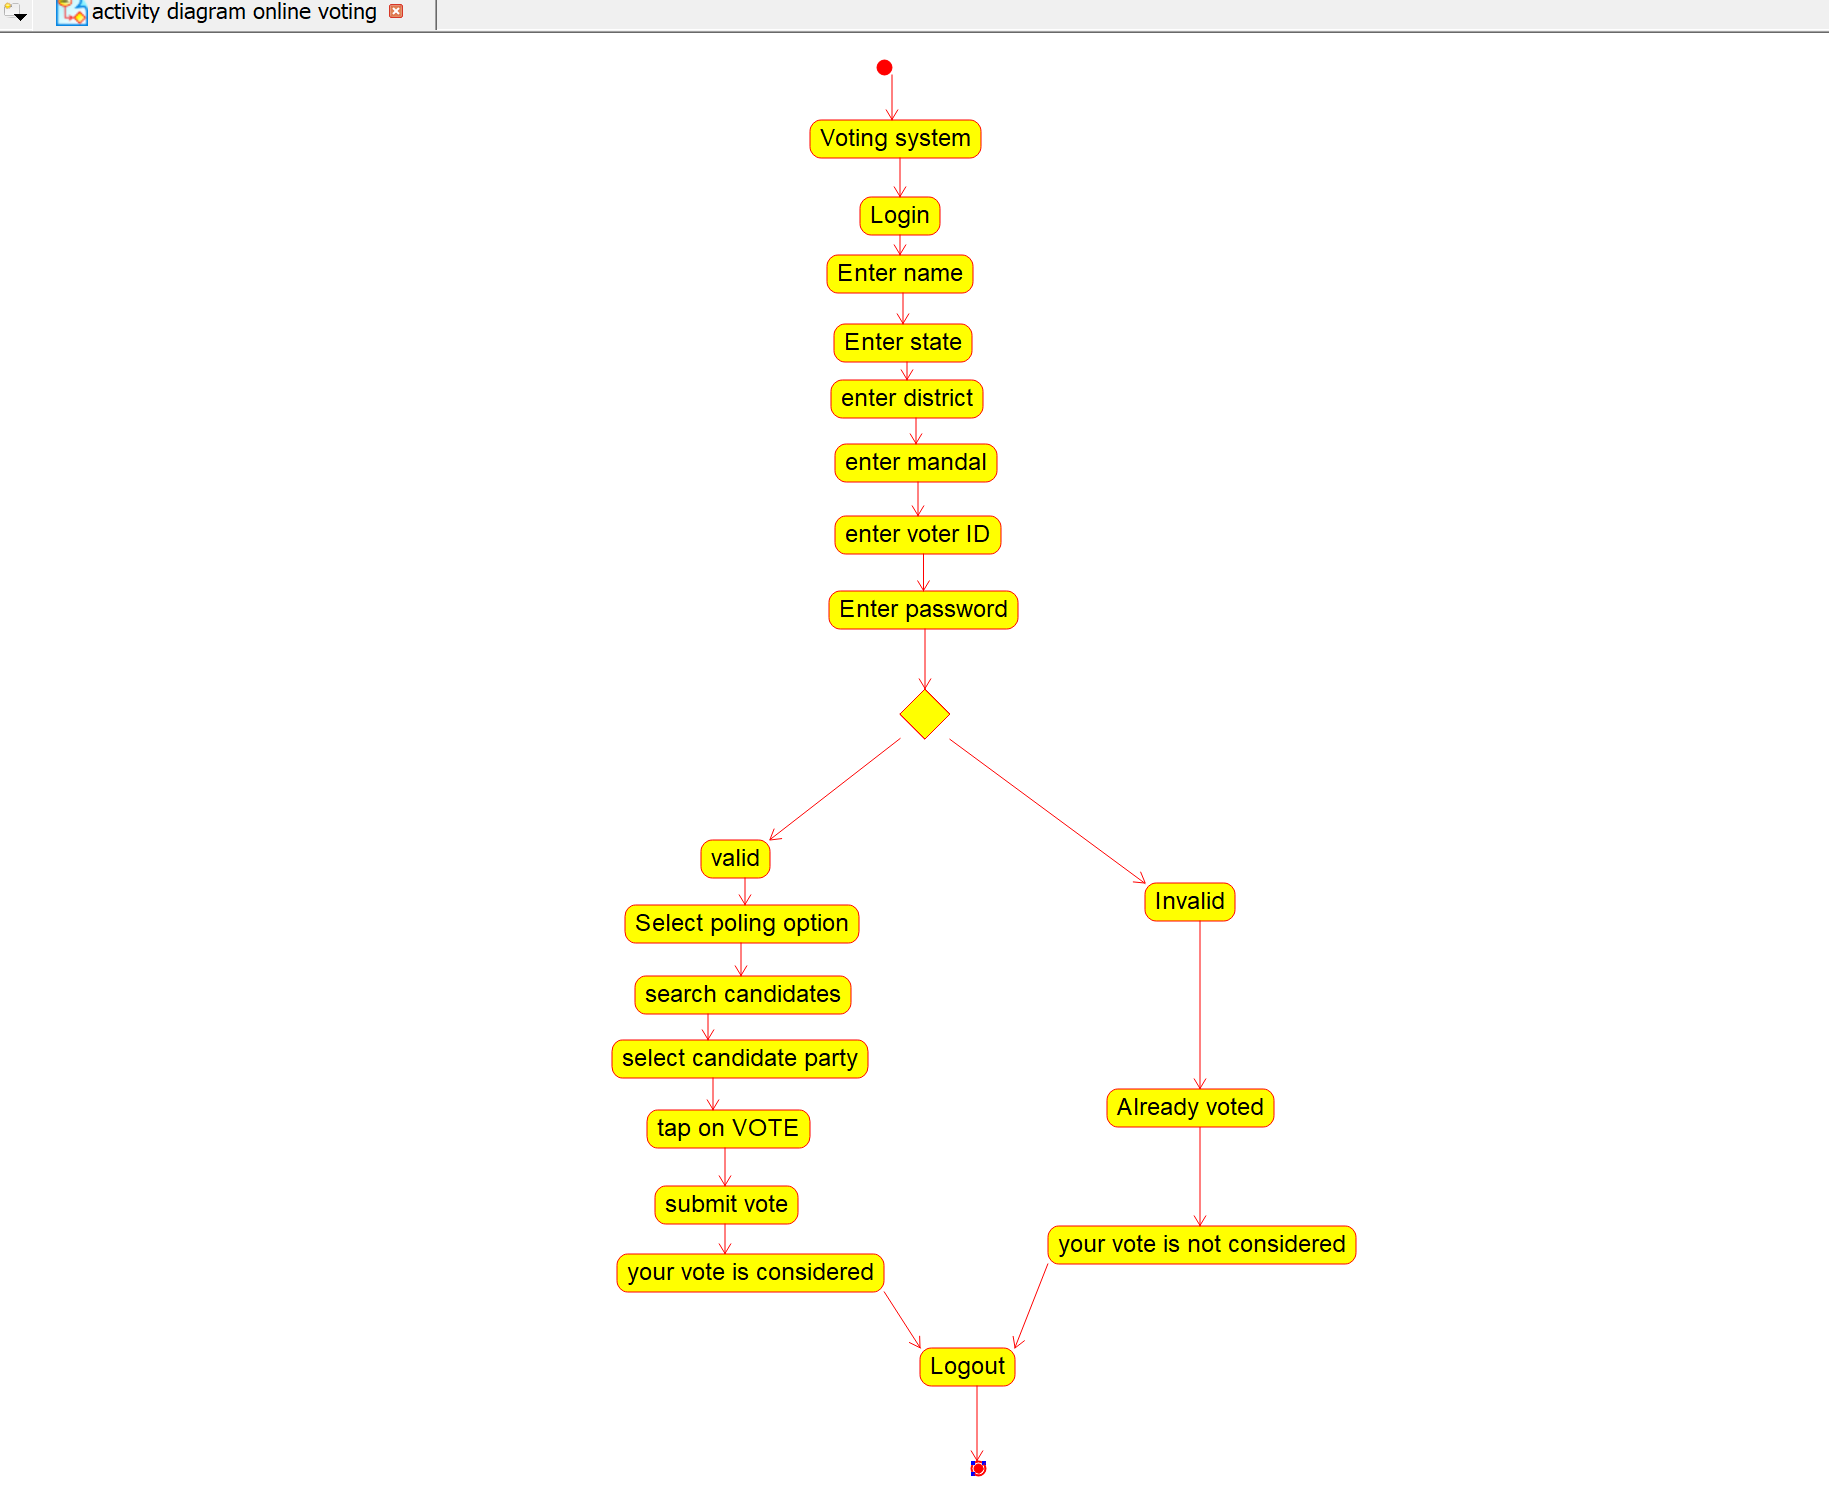 activity diagram online voting
Voting system
Login
Enter name
Enter state
enter district
enter mandal
enter voter ID
Enter password
valid
Select poling option
search candidates
select candidate party
tap on VOTE
submit vote
your vote is considered
Invalid
Already voted
your vote is not considered
Logout